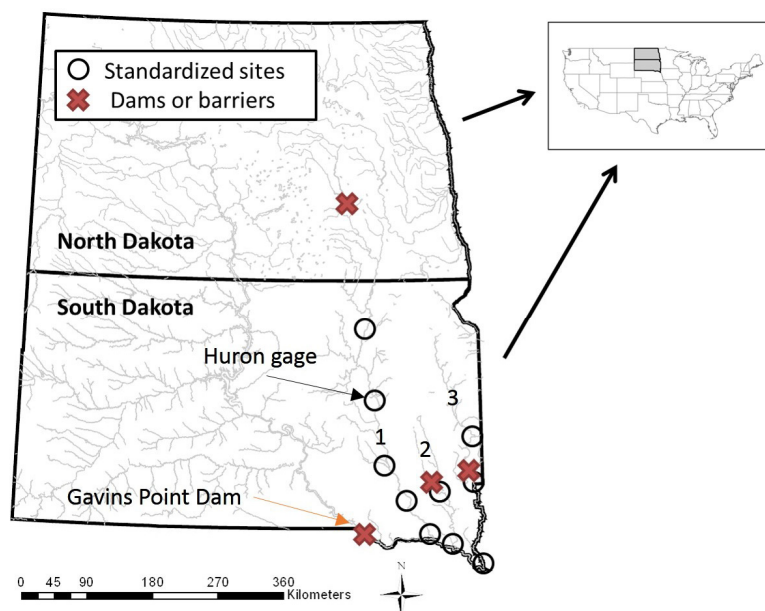 Standardized sites
Dams or barriers
North Dakota
South Dakota
Huron gage
3
1
2
Gavins Point Dam
0 45 90 180 270 360
Kilometers
N